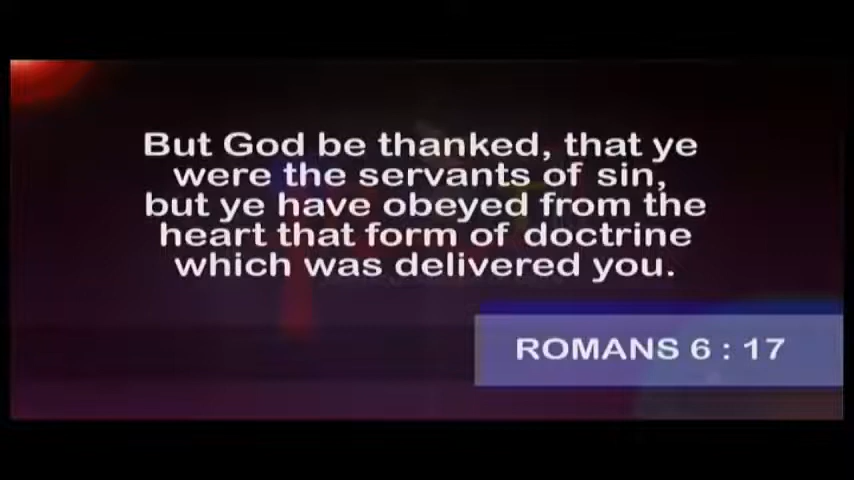 But God be thanked, that ye
were the servants of sin,
but ye have obeyed from the
heart that form of doctrine
which was delivered you.
ROMANS 6 : 17